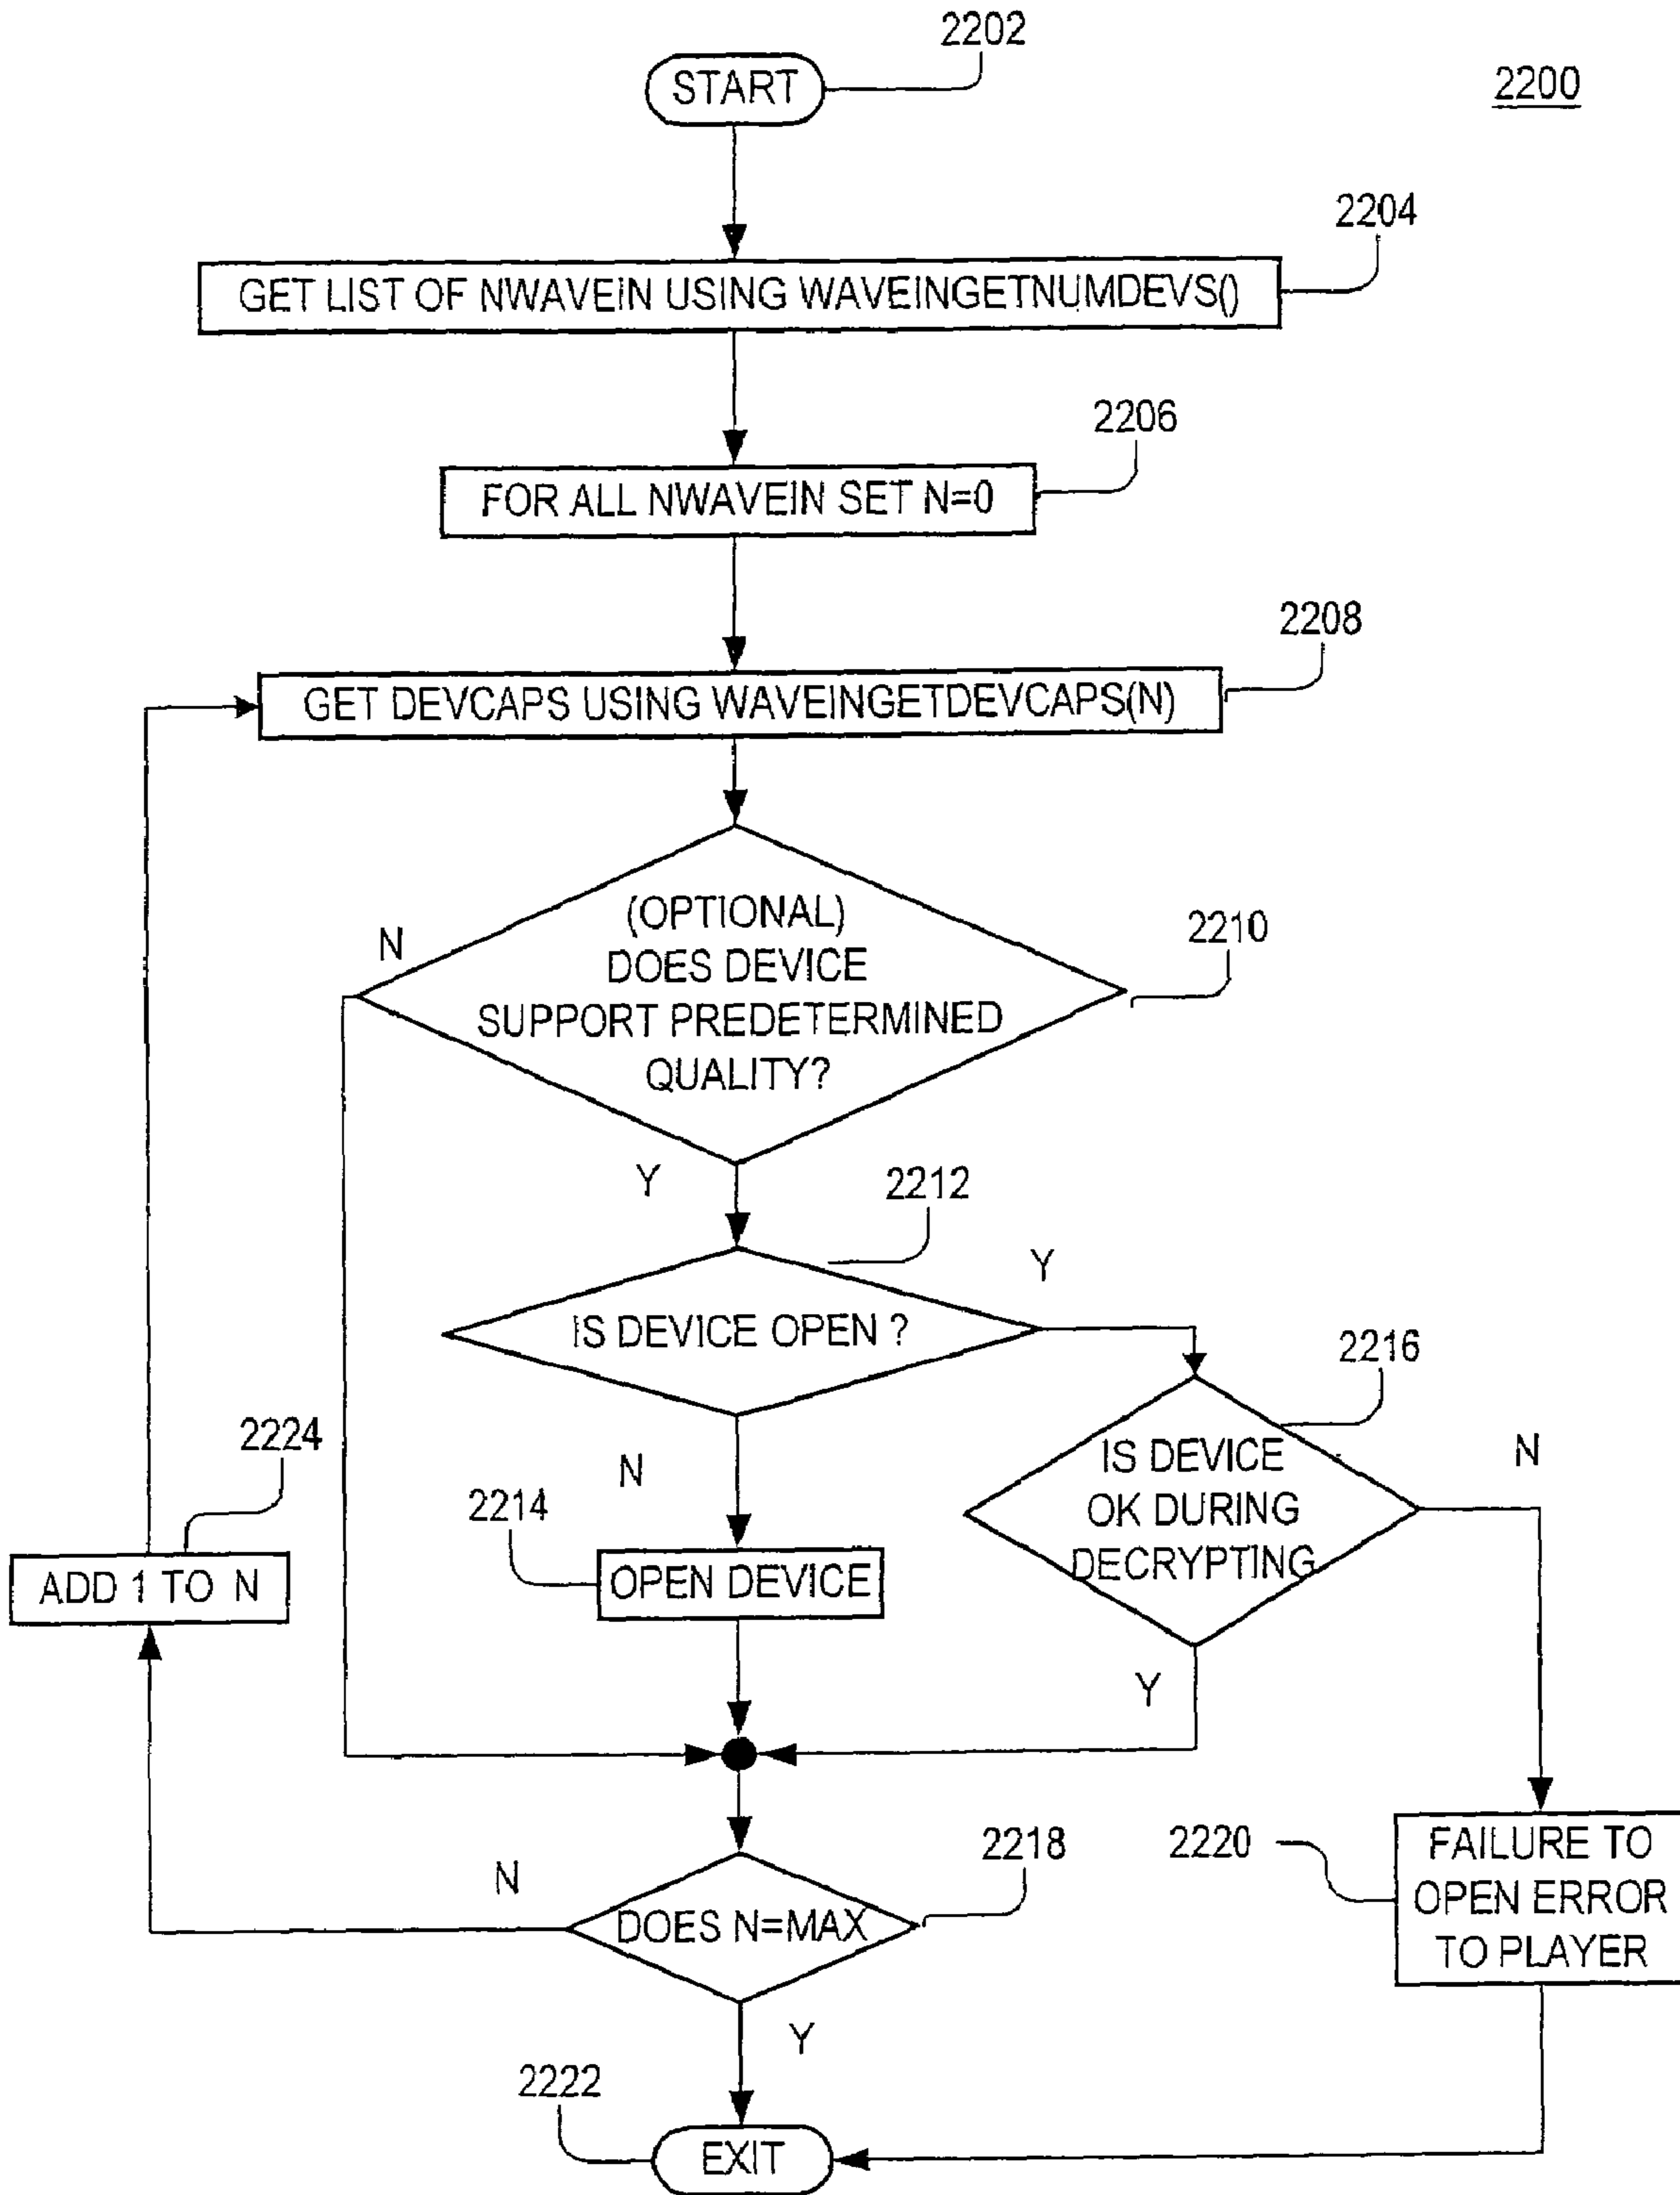 2202
START
2200
2204
GET LIST OF NWAVEIN USING WAVEINGETNUMDEVS()
2206
FOR ALL NWAVEIN SET N=0
2208
GET DEVCAPS USING WAVEINGETDEVCAPS(N)
(OPTIONAL)
DOES DEVICE
SUPPORT PREDETERMINED
QUALITY?
N
2210
Y
2212
IS DEVICE OPEN ?
Y
2216
IS DEVICE
OK DURING
DECRYPTING
N
2224
ADD 1 TO N
N
2214
OPEN DEVICE
Y
2218
DOES N=MAX
N
2220
FAILURE TO
OPEN ERROR
TO PLAYER
Y
2222
EXIT